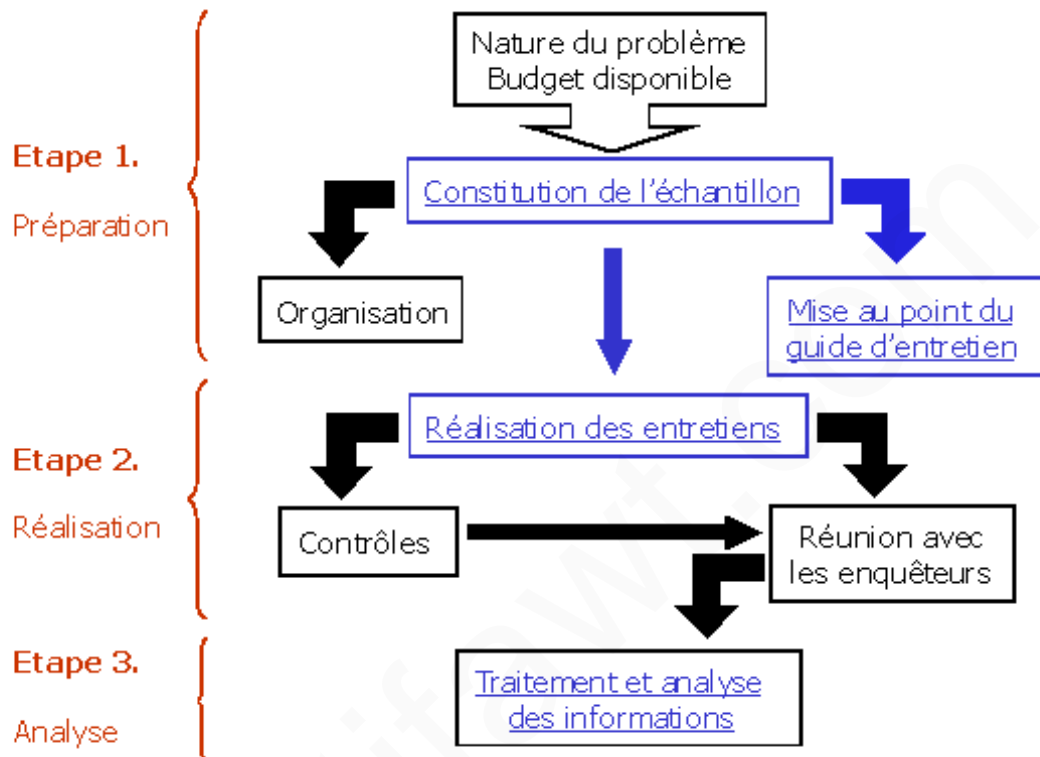 Nature du problème
Budget disponible
Etape 1.
Préparation
Constitution de l'échantillon
Organisation
Mise au point du
guide d'entretien
Réalisation des entretiens
Etape 2.
Réalisation
Contrôles
Réunion avec
les enquêteurs
Etape 3.
Analyse
Traitement et analyse
des informations